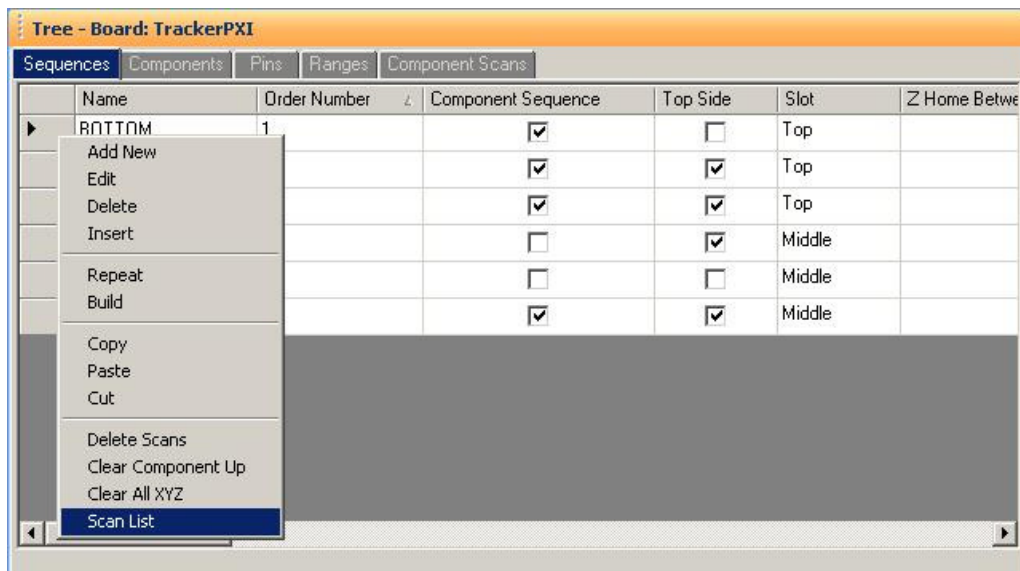 Tree - Board: TrackerPXI
Sequences Components Pins Ranges Component Scans
Name Order Number Component Sequence Top Side Slot Z Home Betwe
BOTTOM 1 Top
Top
Top
Middle
Middle
Middle
Add New
Edit
Delete
Insert
Repeat
Build
Copy
Paste
Cut
Delete Scans
Clear Component Up
Clear All XYZ
Scan List